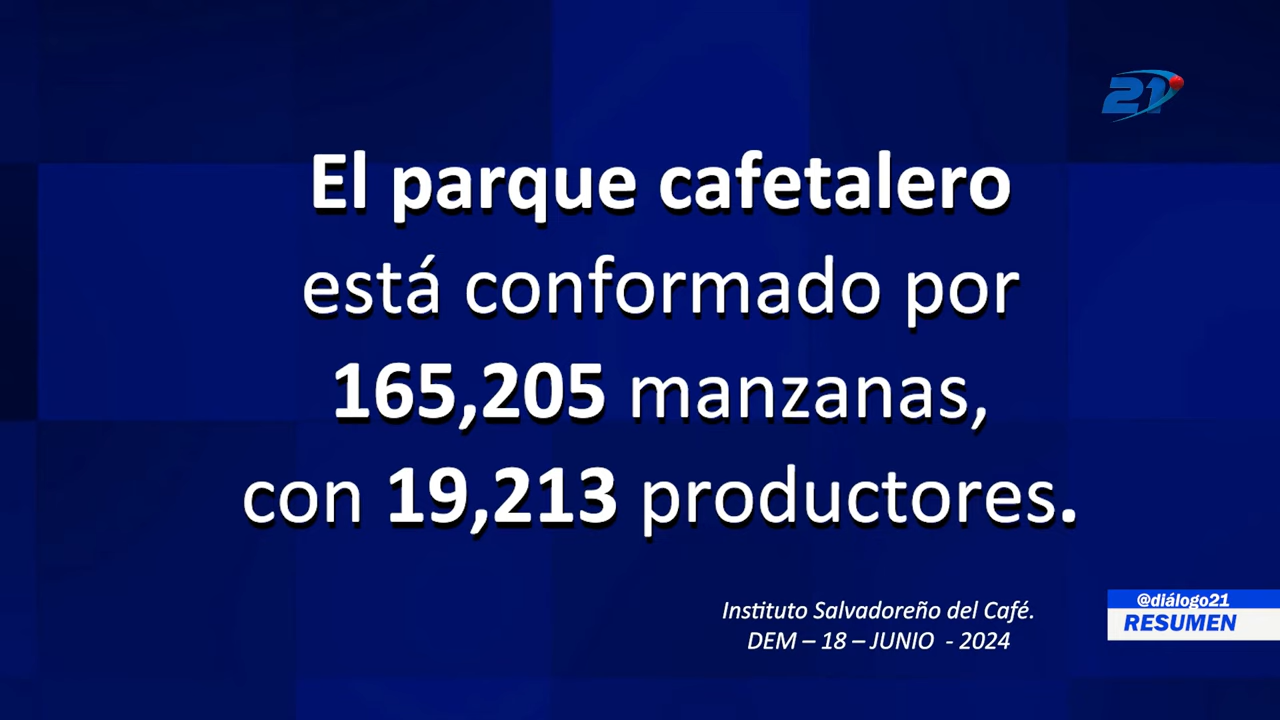 21
El parque cafetalero
está conformado por
165,205 manzanas,
con 19,213 productores.
Instituto Salvadoreño del Café.
DEM – 18 – JUNIO - 2024
@diálogo21
RESUMEN